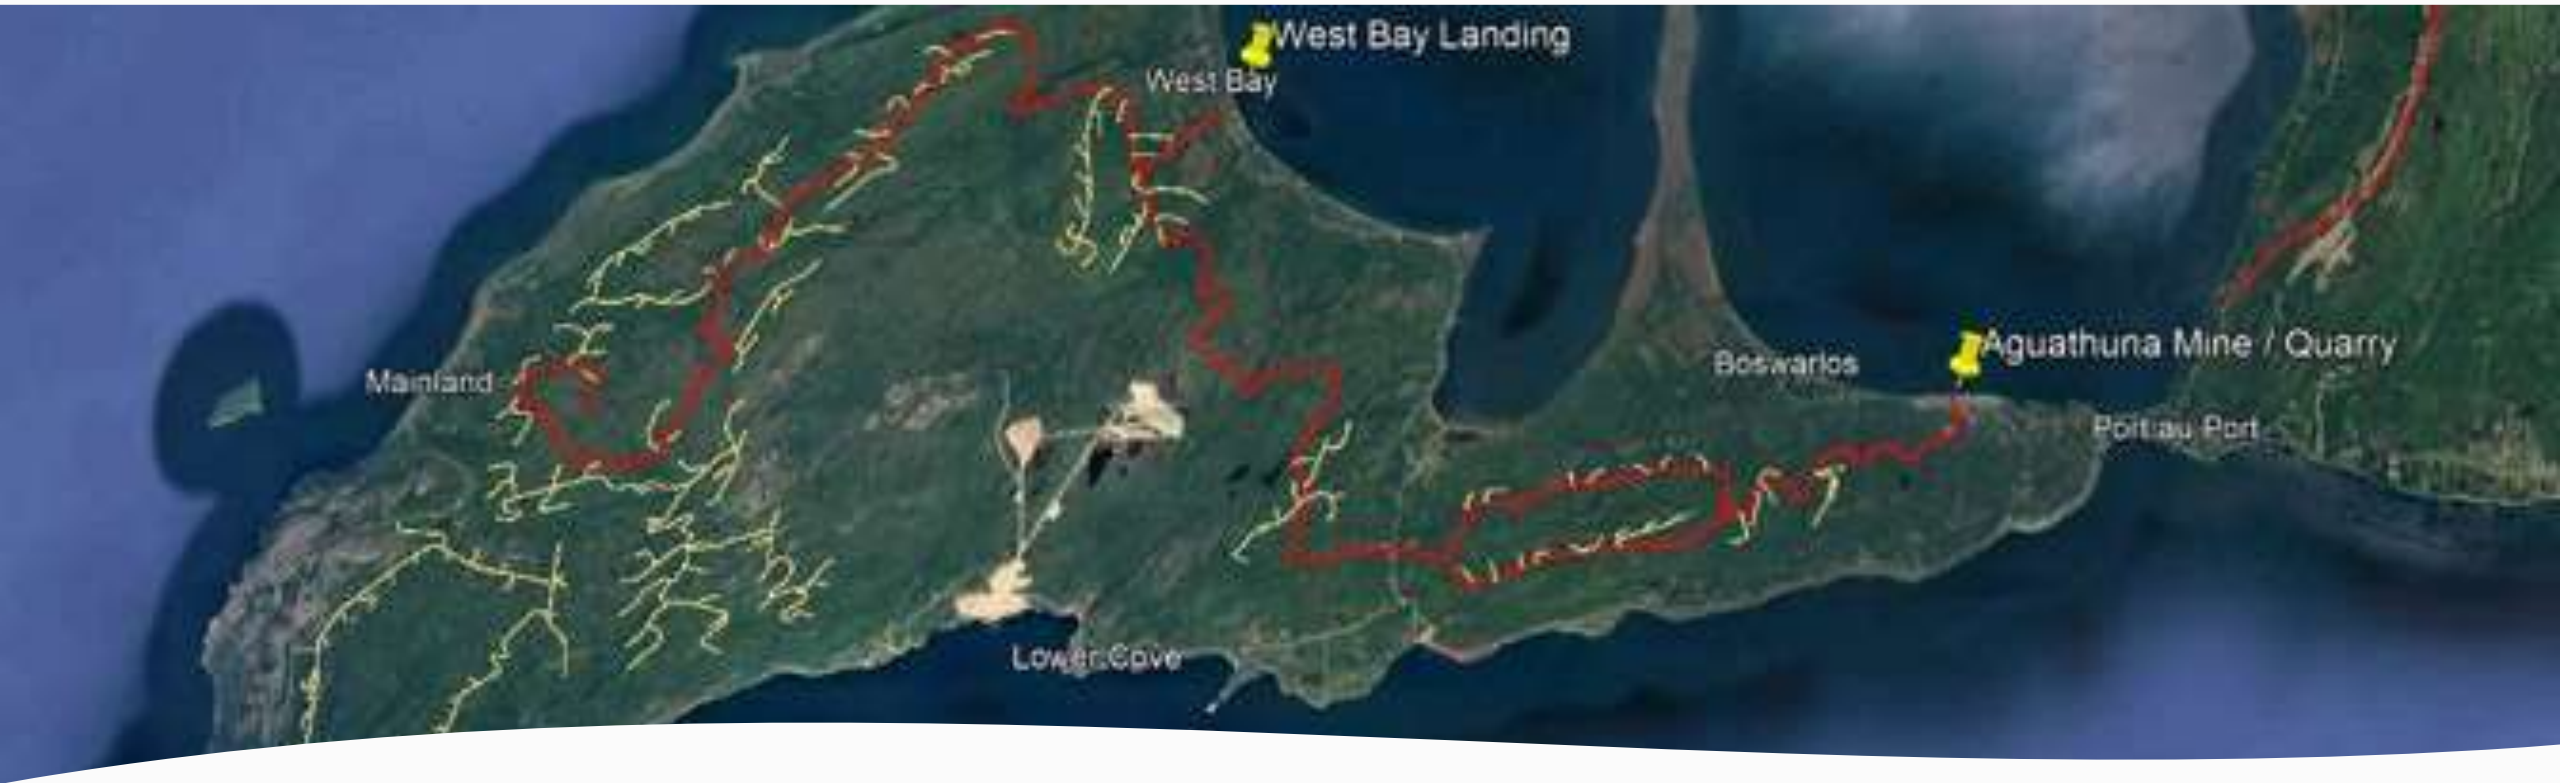 West Bay Landing
West Bay
Aguathuna Mine / Quarry
Boswarlos
Mainland
Port au Port
Lower Cove